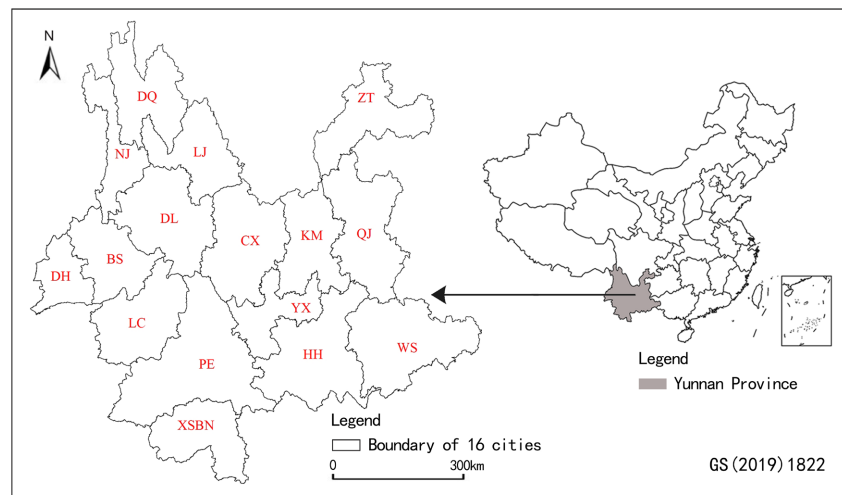 N
DQ
ZT
NJ
LJ
DL
CX
KM
QJ
BS
DH
YX
LC
HH
WS
PE
XSBN
Legend
Boundary of 16 cities
0
300km
Legend
Yunnan Province
GS(2019)1822